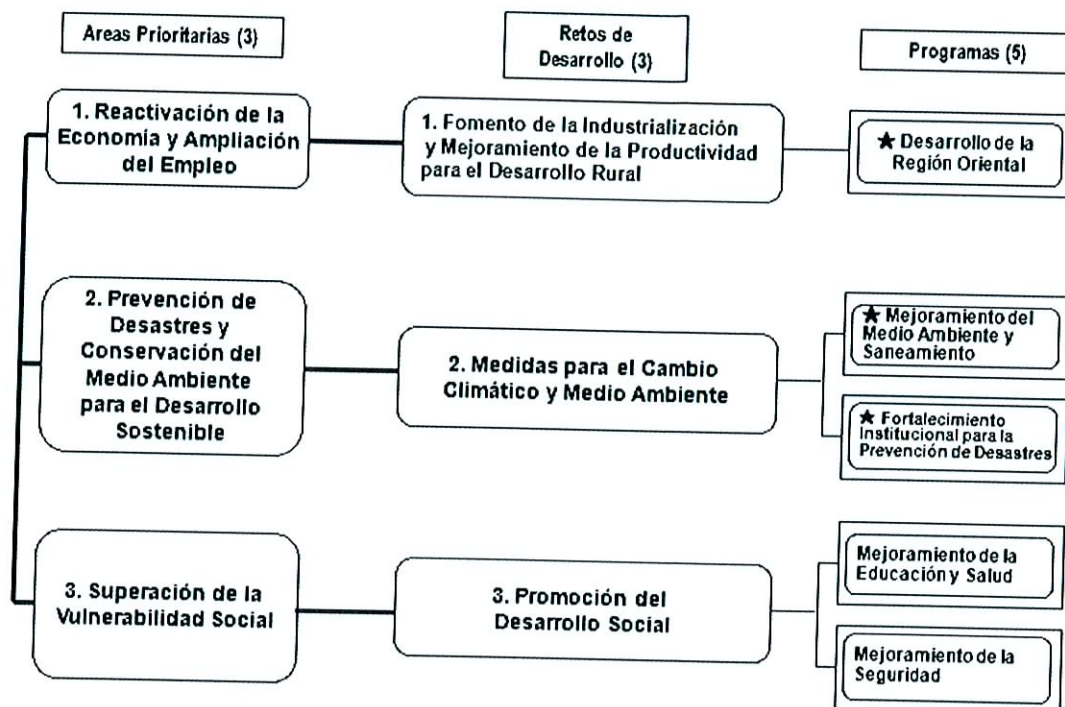 Areas Prioritarias (3)
Retos de
Desarrollo (3)
Programas (5)
1. Reactivación de la
Economía y Ampliación
del Empleo
1. Fomento de la Industrialización
y Mejoramiento de la Productividad
para el Desarrollo Rural
★ Desarrollo de la
Región Oriental
2. Prevención de
Desastres y
Conservación del
Medio Ambiente
para el Desarrollo
Sostenible
2. Medidas para el Cambio
Climático y Medio Ambiente
★ Mejoramiento del
Medio Ambiente y
Saneamiento
★ Fortalecimiento
Institucional para la
Prevención de Desastres
3. Superación de la
Vulnerabilidad Social
3. Promoción del
Desarrollo Social
Mejoramiento de la
Educación y Salud
Mejoramiento de la
Seguridad